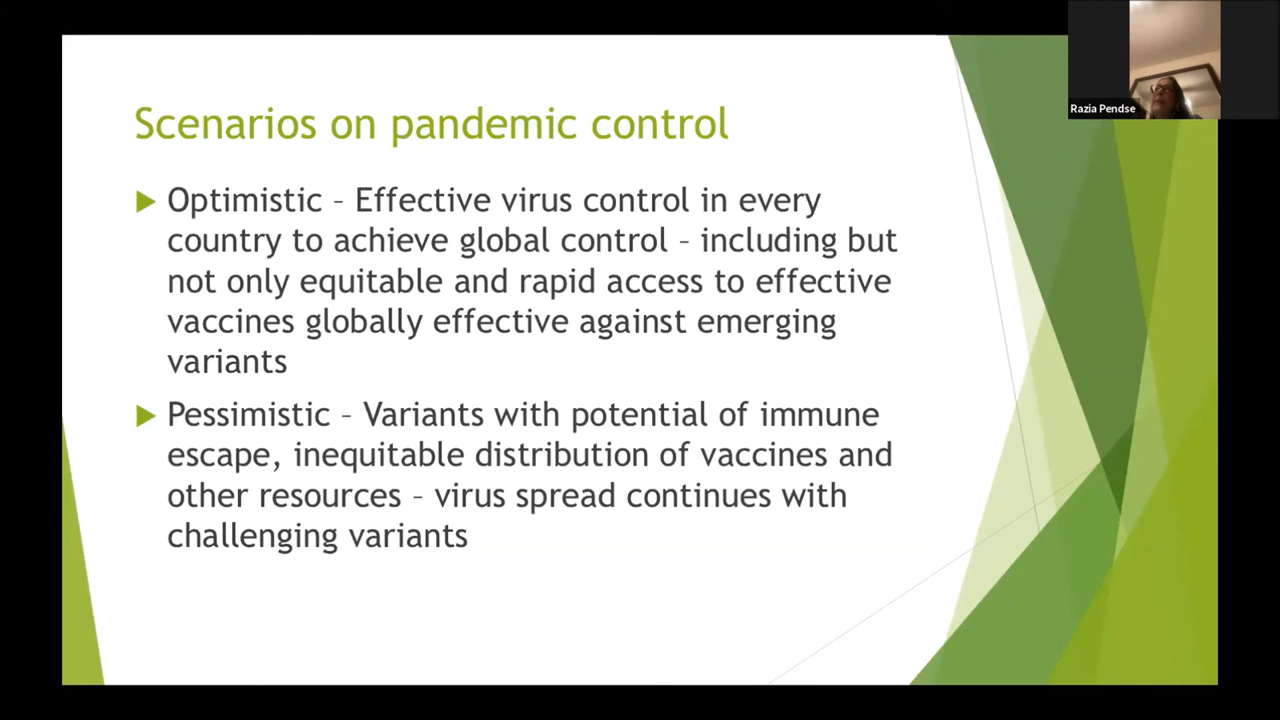 Razia Pendse
Scenarios on pandemic control
Optimistic – Effective virus control in every
country to achieve global control – including but
not only equitable and rapid access to effective
vaccines globally effective against emerging
variants
Pessimistic – Variants with potential of immune
escape, inequitable distribution of vaccines and
other resources – virus spread continues with
challenging variants